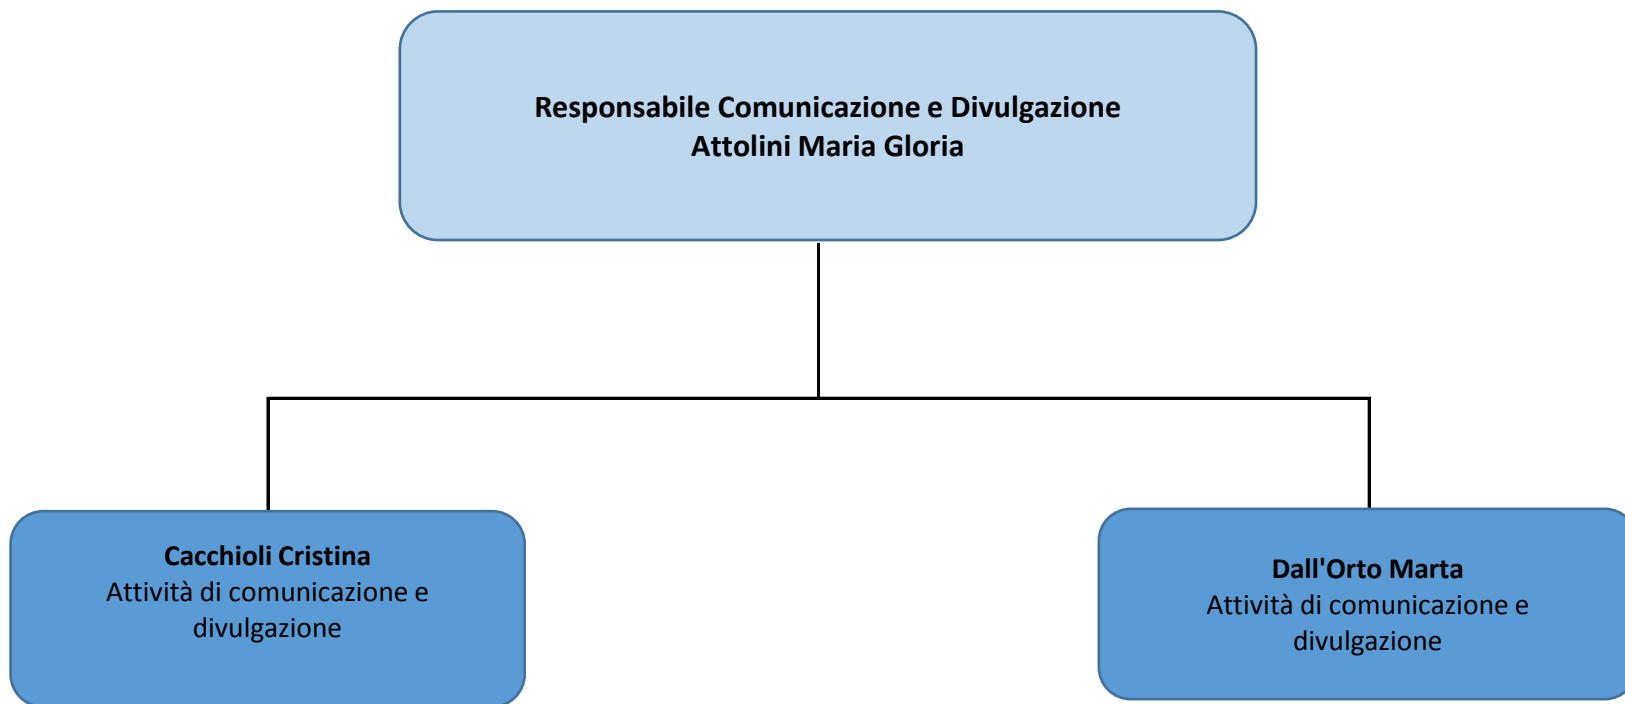 Responsabile Comunicazione e Divulgazione
Attolini Maria Gloria
Cacchioli Cristina
Attività di comunicazione e
divulgazione
Dall'Orto Marta
Attività di comunicazione e
divulgazione